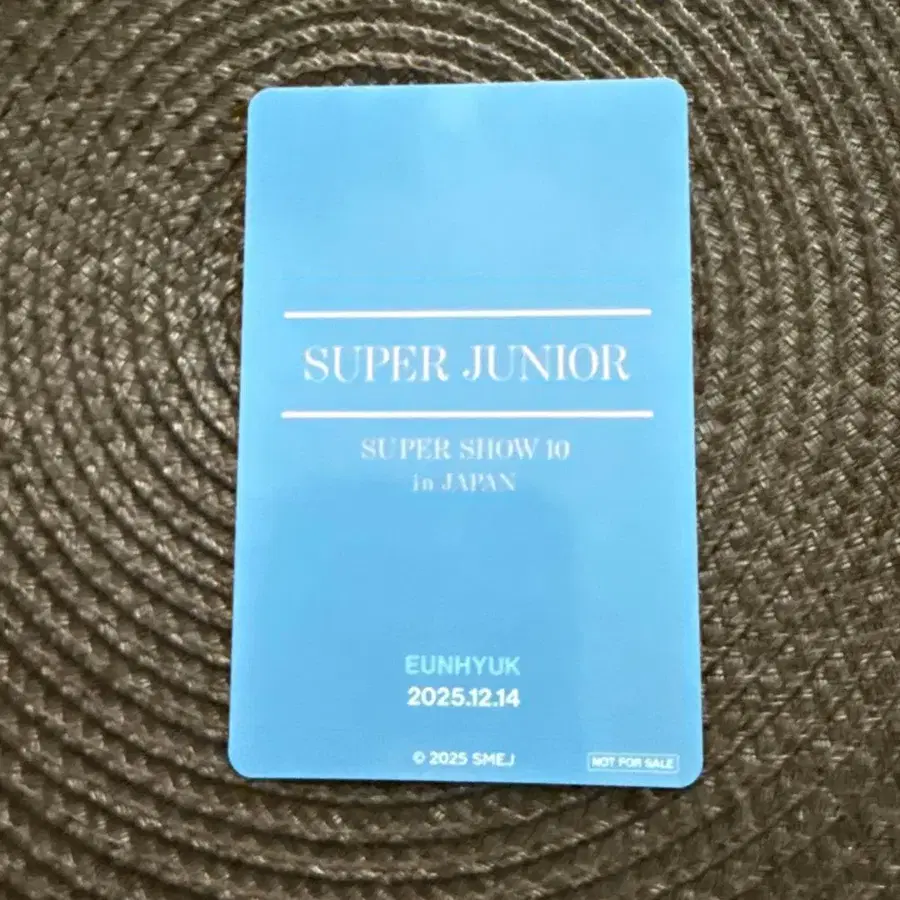 SUPER JUNIOR
SUPER SHOW 10
in JAPAN
EUNHYUK
2025.12.14
© 2025 SMEJ
NOT FOR SALE